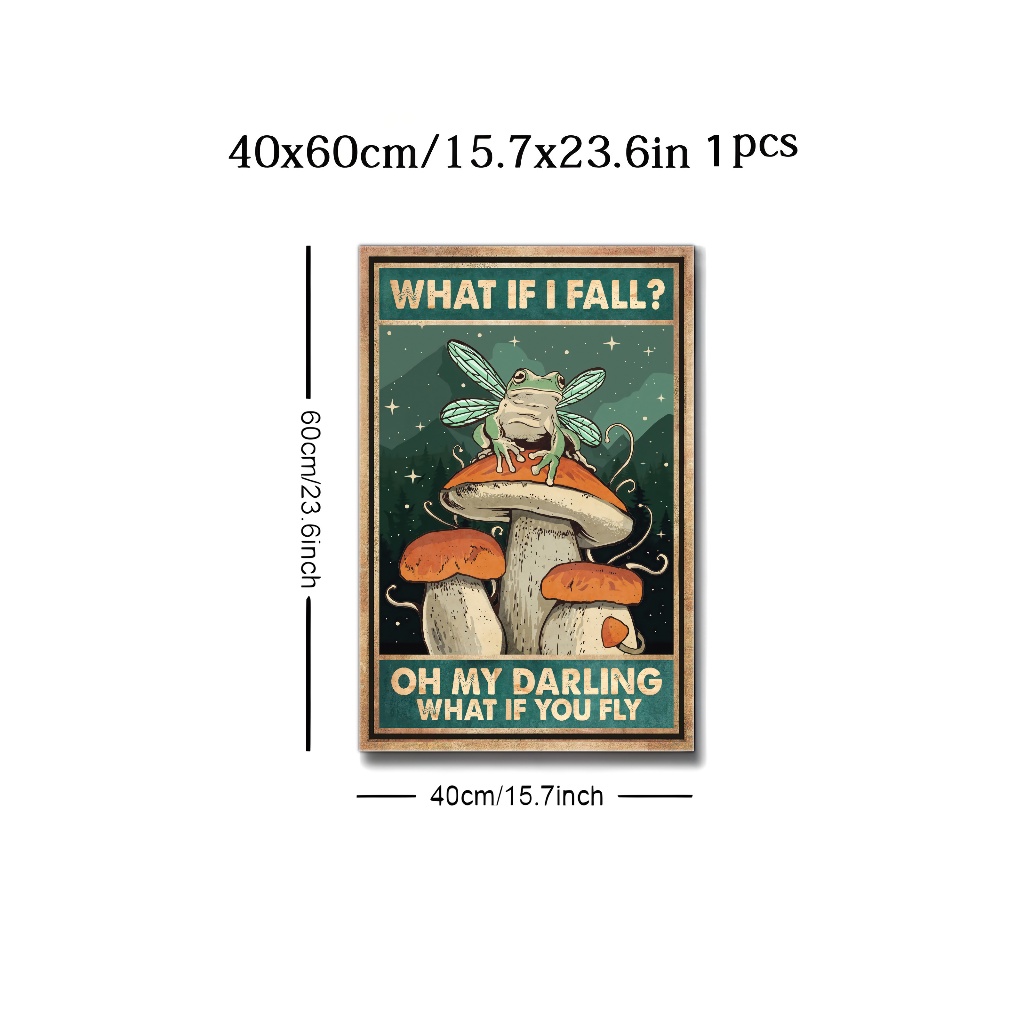 40x60cm/15.7x23.6in 1pcs
WHAT IF I FALL?
60cm/23.6inch
OH MY DARLING
WHAT IF YOU FLY
40cm/15.7inch